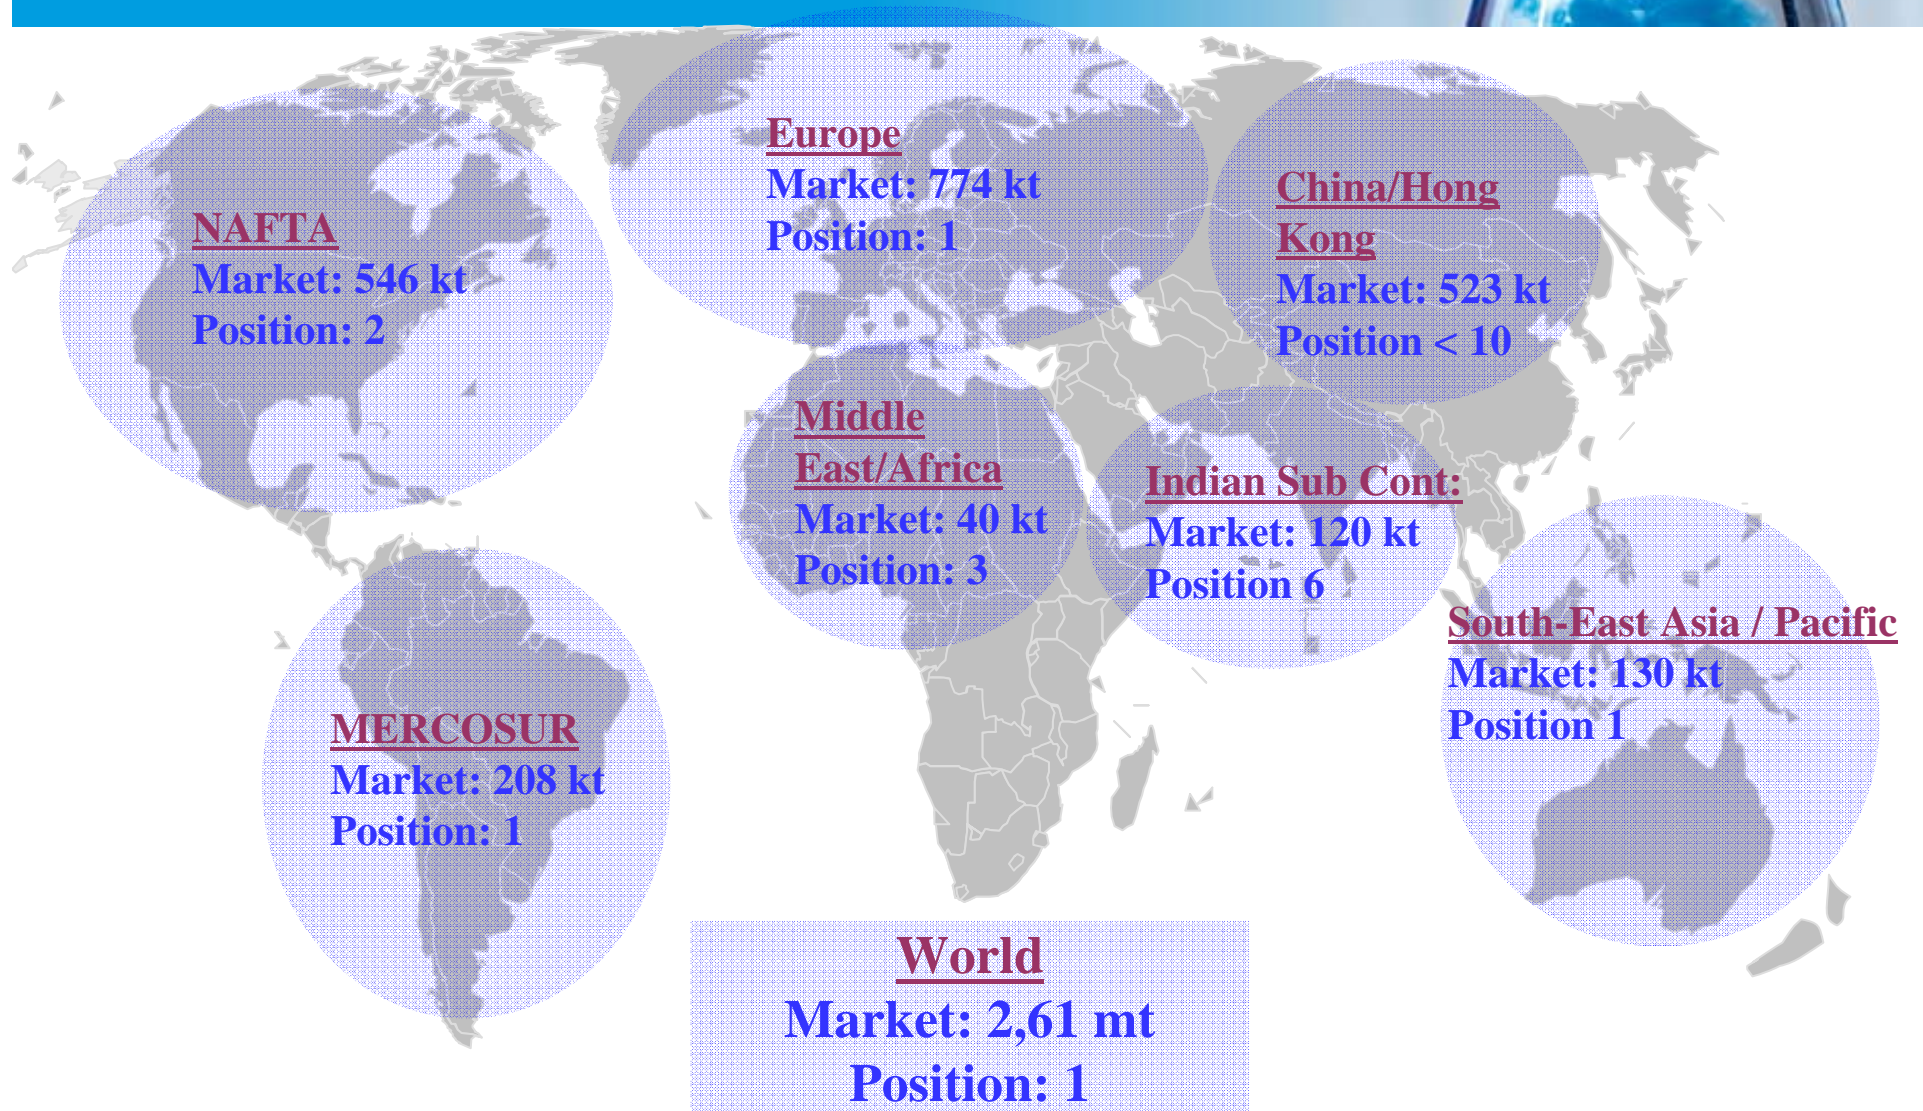 Europe
Market: 774 kt
Position: 1
China/Hong
Kong
Market: 523 kt
Position < 10
NAFTA
Market: 546 kt
Position: 2
Middle
East/Africa
Market: 40 kt
Position: 3
Indian Sub Cont:
Market: 120 kt
Position 6
South-East Asia / Pacific
Market: 130 kt
Position 1
MERCOSUR
Market: 208 kt
Position: 1
World
Market: 2,61 mt
Position: 1